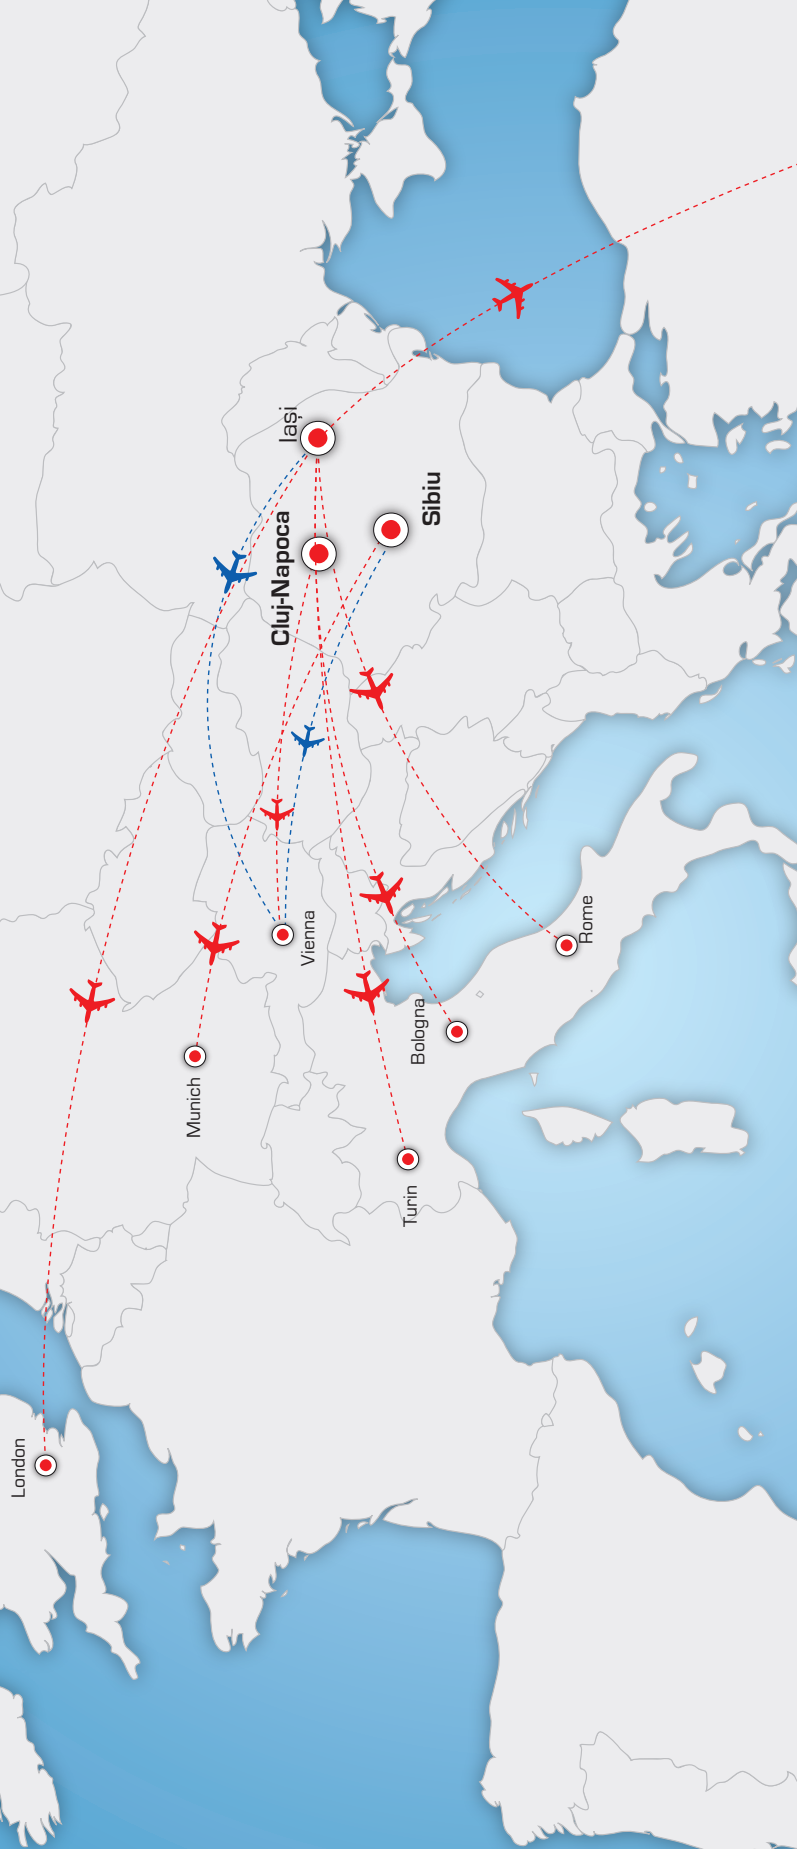 London
Munich
Vienna
Cluj-Napoca
Iași
Sibiu
Turin
Bologna
Rome